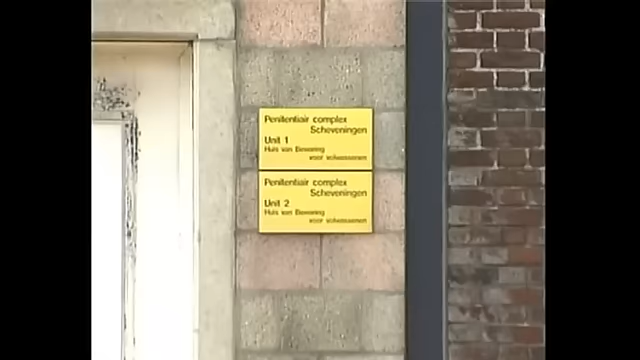 Penitentiair complex
Scheveningen
Unit 1
Huis van Bewaring
voor volwassenen
Penitentiair complex
Scheveningen
Unit 2
Huis van Bewaring
voor volwassenen